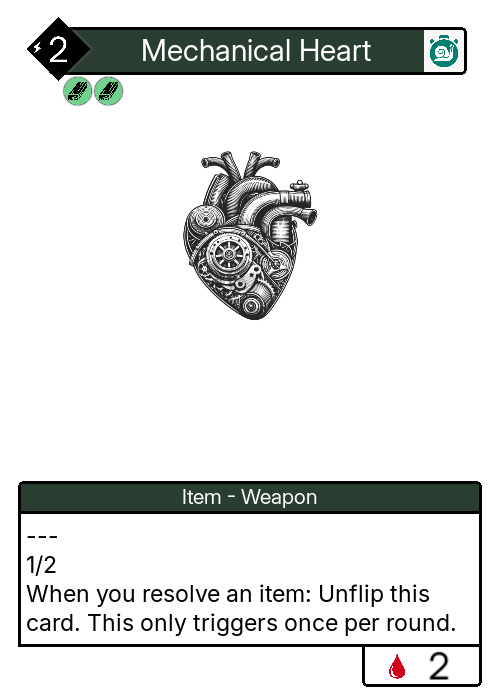 2
Mechanical Heart
Item - Weapon
---
1/2
When you resolve an item: Unflip this
card. This only triggers once per round.
2